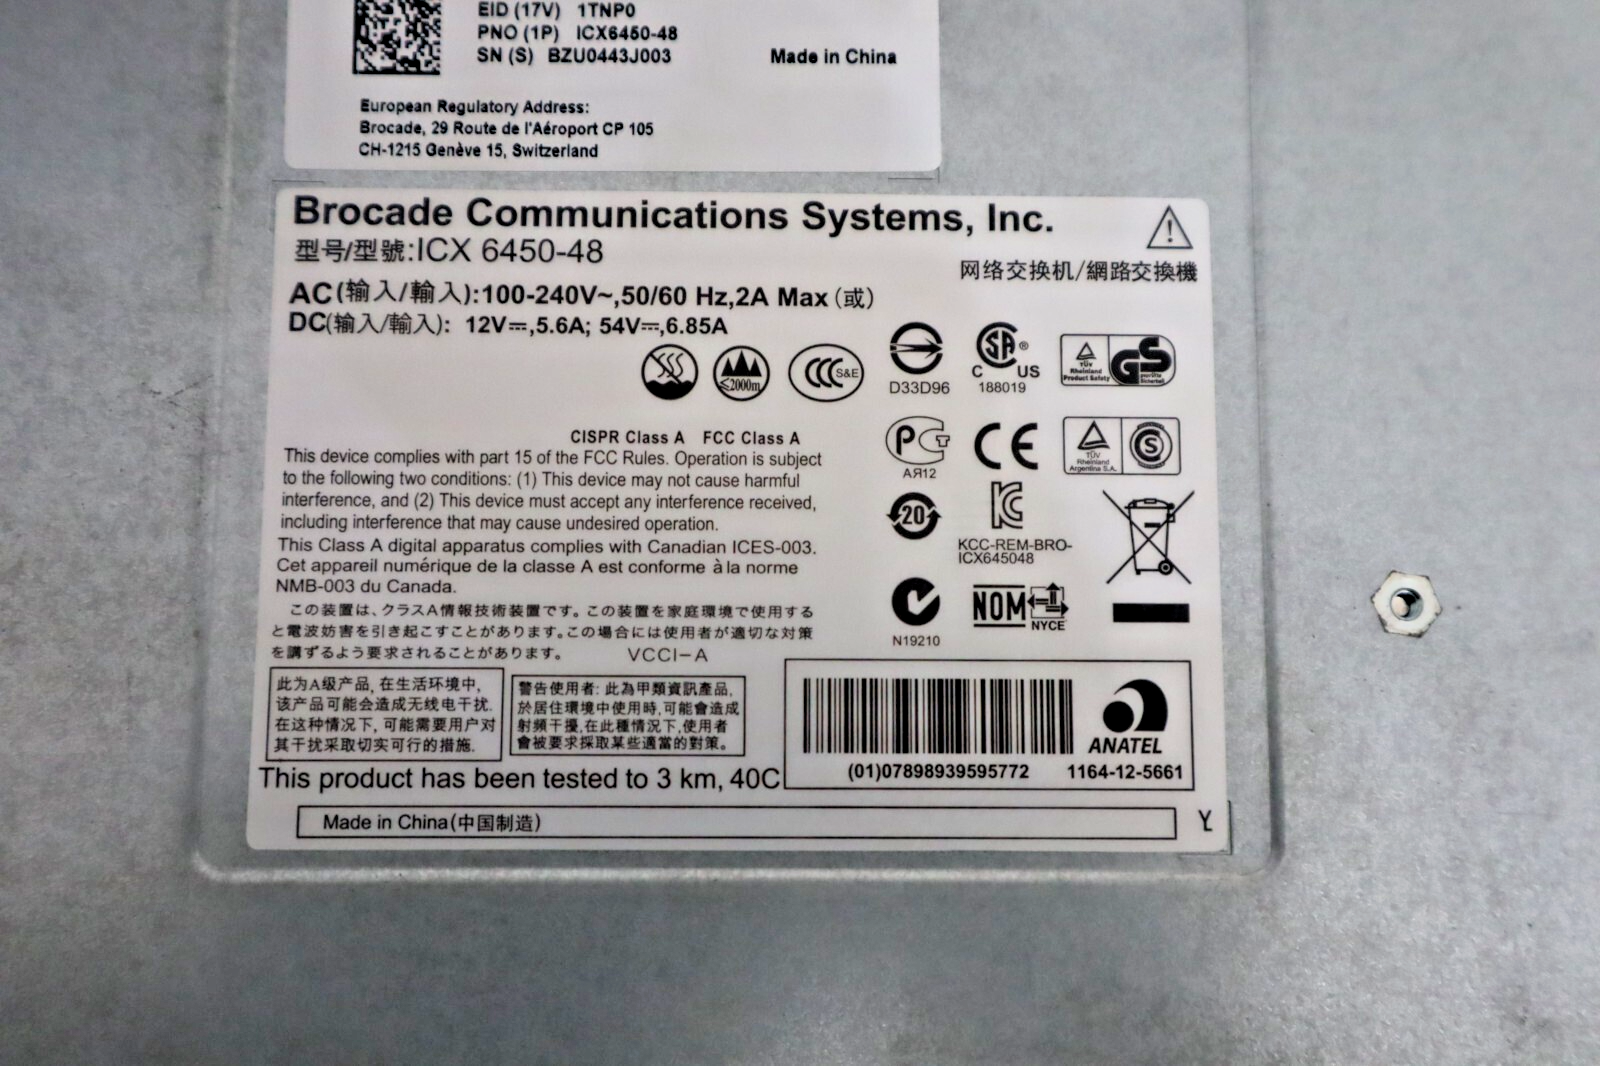 EID (17V) 1TNP0
PNO (1P) ICX6450-48
SN (S) BZU0443J003
Made in China
European Regulatory Address:
Brocade, 29 Route de l'Aéroport CP 105
CH-1215 Genève 15, Switzerland
Brocade Communications Systems, Inc.
型号/型號:ICX 6450-48
网络交换机/網路交換機
AC(输入/輸入):100-240V~,50/60 Hz,2A Max(或)
DC(输入/輸入): 12V⎓,5.6A; 54V⎓,6.85A
≤2000m
CCC S&E
D33D96
C SA US ®
188019
TÜV
Rheinland
Product Safety
GS
geprüfte
Sicherheit
CISPR Class A FCC Class A
This device complies with part 15 of the FCC Rules. Operation is subject
to the following two conditions: (1) This device may not cause harmful
interference, and (2) This device must accept any interference received,
including interference that may cause undesired operation.
This Class A digital apparatus complies with Canadian ICES-003.
Cet appareil numérique de la classe A est conforme à la norme
NMB-003 du Canada.
この装置は、クラスA情報技術装置です。この装置を家庭環境で使用する
と電波妨害を引き起こすことがあります。この場合には使用者が適切な対策
を講ずるよう要求されることがあります。 VCCI-A
PG
АЯ12
CE
TÜV
Rheinland
Argentina S.A.
S
20
KC
KCC-REM-BRO-
ICX645048
N19210
NOM
NYCE
此为A级产品, 在生活环境中,
该产品可能会造成无线电干扰.
在这种情况下, 可能需要用户对
其干扰采取切实可行的措施.
警告使用者: 此為甲類資訊產品,
於居住環境中使用時,可能會造成
射頻干擾,在此種情況下,使用者
會被要求採取某些適當的對策。
ANATEL
(01)07898939595772 1164-12-5661
This product has been tested to 3 km, 40C
Made in China(中国制造)
Y